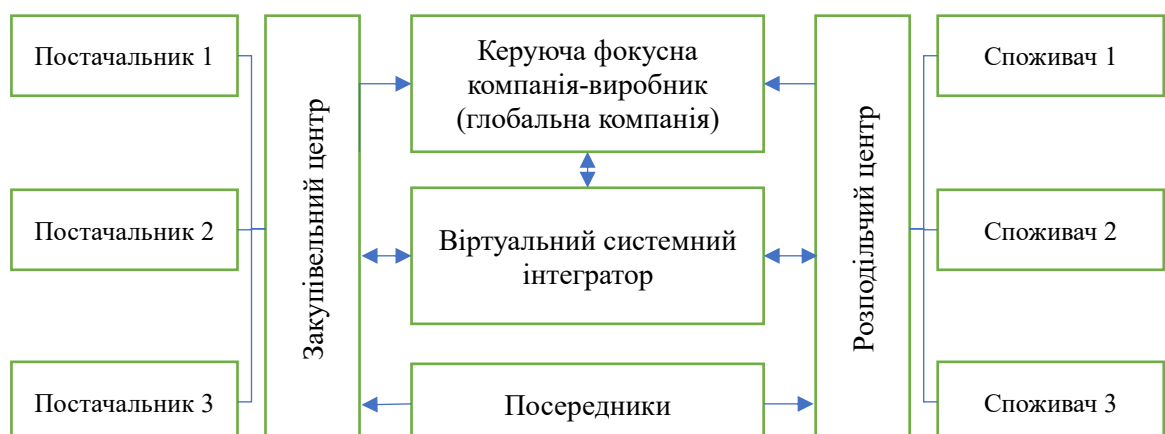 Постачальник 1
Постачальник 2
Постачальник 3
Закупівельний центр
Керуюча фокусна
компанія-виробник
(глобальна компанія)
Віртуальний системний
інтегратор
Посередники
Розподільчий центр
Споживач 1
Споживач 2
Споживач 3